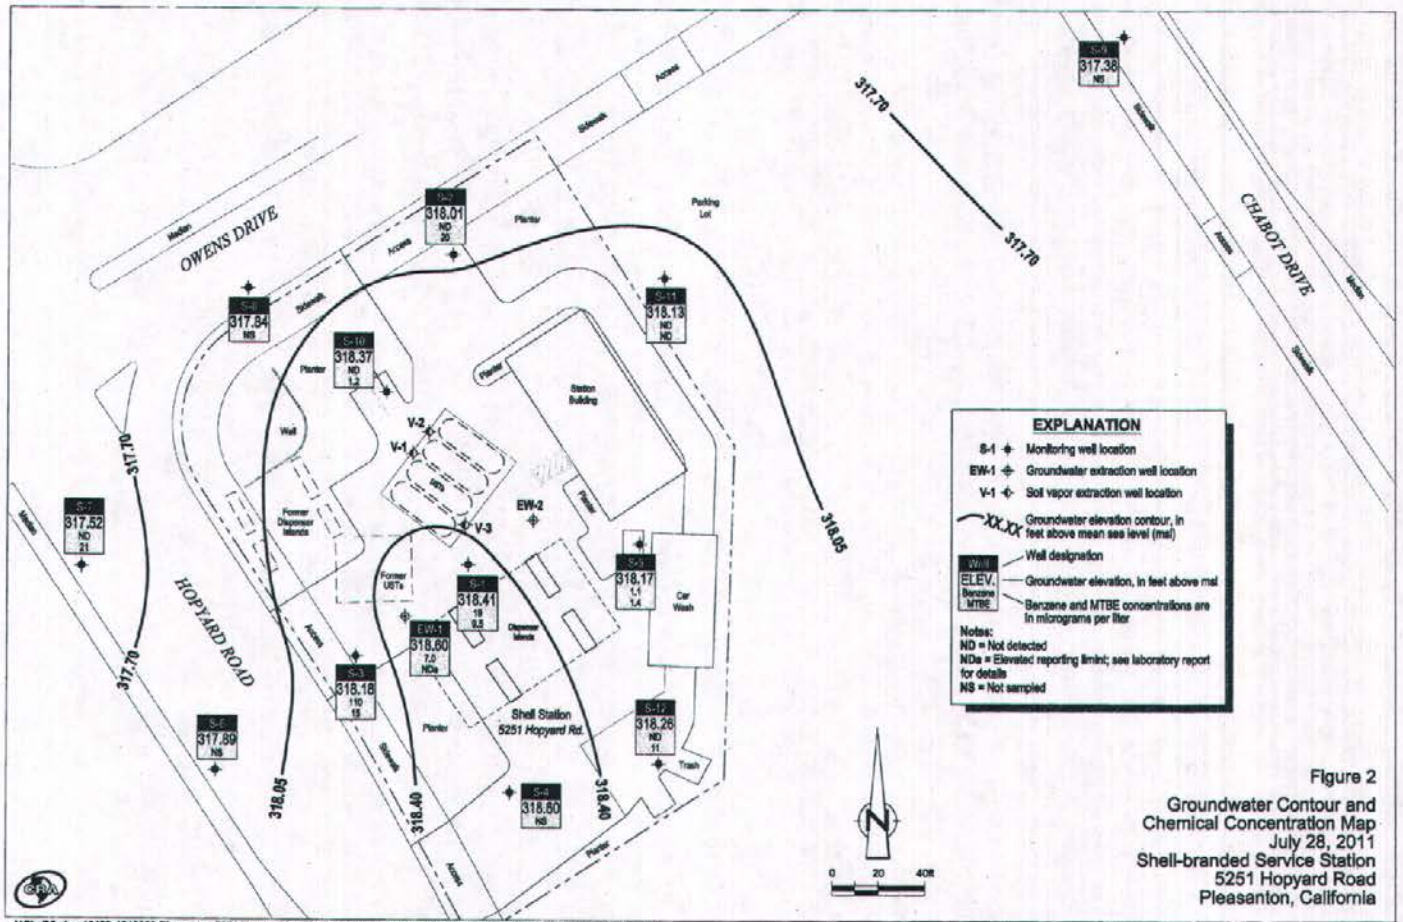 S-9
317.38
NS
Access
Sidewalk
317.70
317.70
Sidewalk
Access
CHABOT DRIVE
Median
Sidewalk
Parking
Lot
S-2
318.01
ND
20
Planter
Median
OWENS DRIVE
Access
Sidewalk
S-8
317.84
NS
S-10
318.37
ND
1.2
Planter
S-11
318.13
ND
ND
Planter
Station
Building
Wall
V-2
V-1
USTs
V-3
EW-2
Planter
317.70
S-7
317.52
ND
21
Median
Former
Dispenser
Islands
Former
USTs
S-1
318.41
9.5
Dispenser
Islands
S-5
318.17
1.1
1.4
Car
Wash
318.05
HOPYARD ROAD
Access
EW-1
318.60
7.0
NDa
S-3
318.18
110
15
317.70
S-6
317.89
NS
Planter
Shell Station
5251 Hopyard Rd.
S-12
318.26
ND
11
Trash
Sidewalk
318.05
318.40
S-4
318.60
NS
318.40
Planter
Access
EXPLANATION
S-1 Monitoring well location
EW-1 Groundwater extraction well location
V-1 Soil vapor extraction well location
XX.XX Groundwater elevation contour, in
feet above mean sea level (msl)
Well
Well designation
ELEV.
Groundwater elevation, in feet above msl
Benzene
MTBE
Benzene and MTBE concentrations are
in micrograms per liter
Notes:
ND = Not detected
NDa = Elevated reporting limint; see laboratory report
for details
NS = Not sampled
N
0 20 40ft
CRA
Figure 2
Groundwater Contour and
Chemical Concentration Map
July 28, 2011
Shell-branded Service Station
5251 Hopyard Road
Pleasanton, California